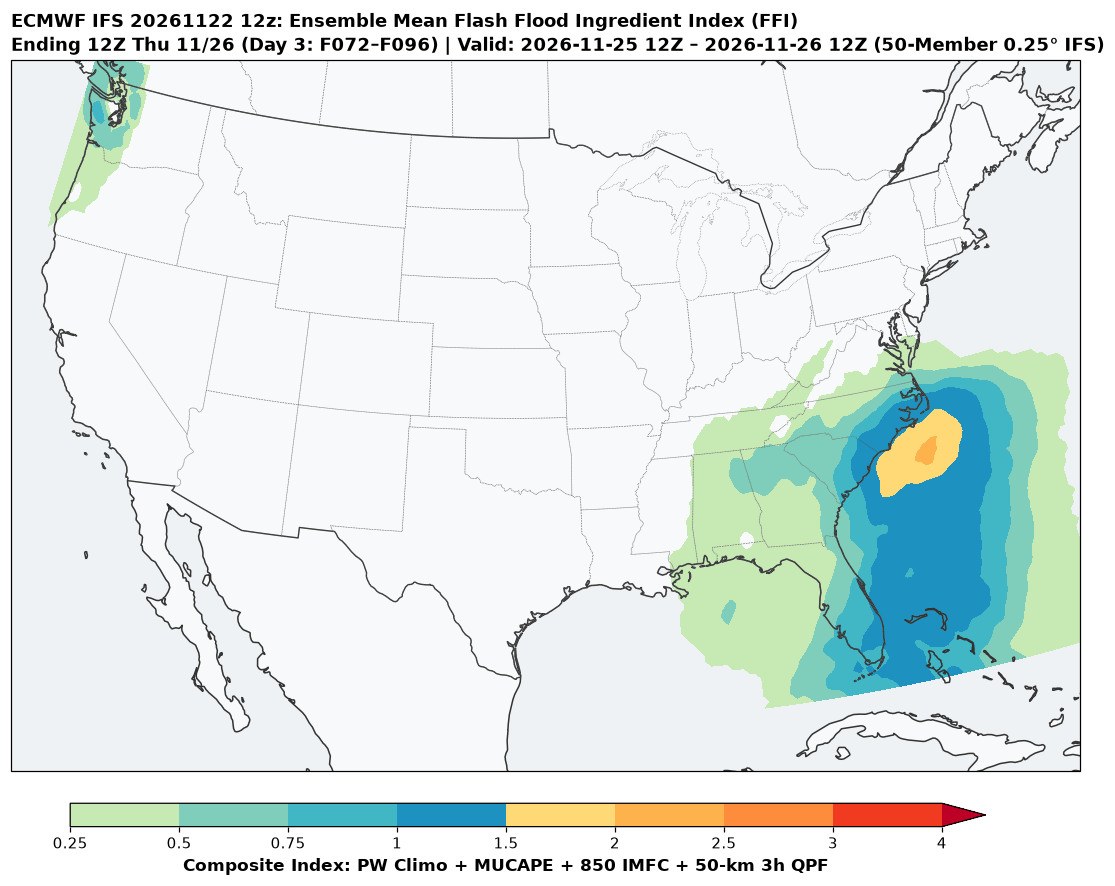 ECMWF IFS 20261122 12z: Ensemble Mean Flash Flood Ingredient Index (FFI)
Ending 12Z Thu 11/26 (Day 3: F072–F096) | Valid: 2026-11-25 12Z – 2026-11-26 12Z (50-Member 0.25° IFS)
0.25 0.5 0.75 1 1.5 2 2.5 3 4
Composite Index: PW Climo + MUCAPE + 850 IMFC + 50-km 3h QPF